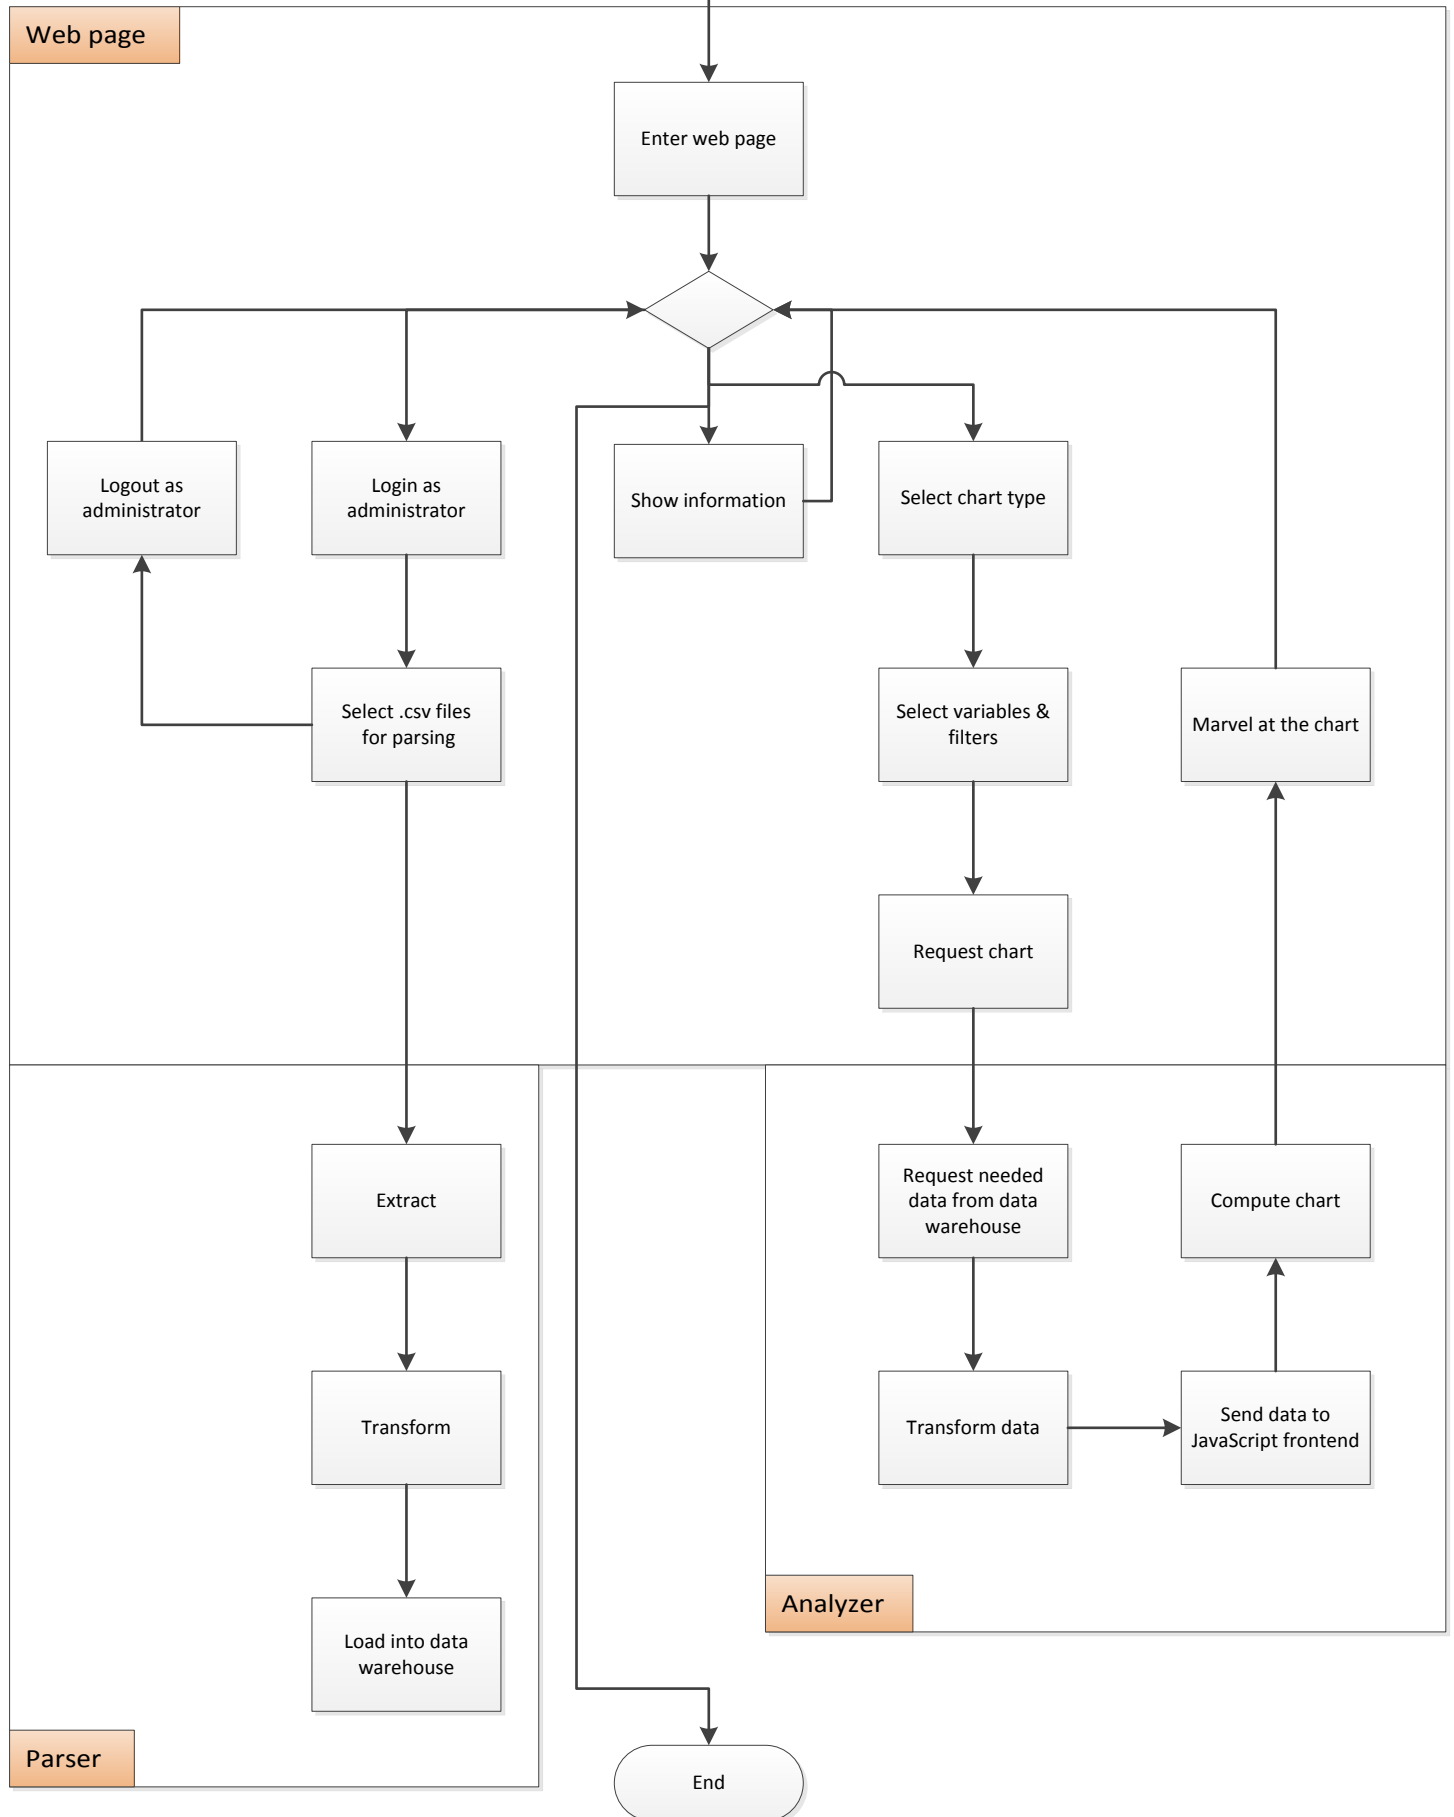 Web page
Enter web page
Logout as
administrator
Login as
administrator
Show information
Select chart type
Select .csv files
for parsing
Select variables &
filters
Marvel at the chart
Request chart
Extract
Request needed
data from data
warehouse
Compute chart
Transform
Transform data
Send data to
JavaScript frontend
Analyzer
Load into data
warehouse
Parser
End